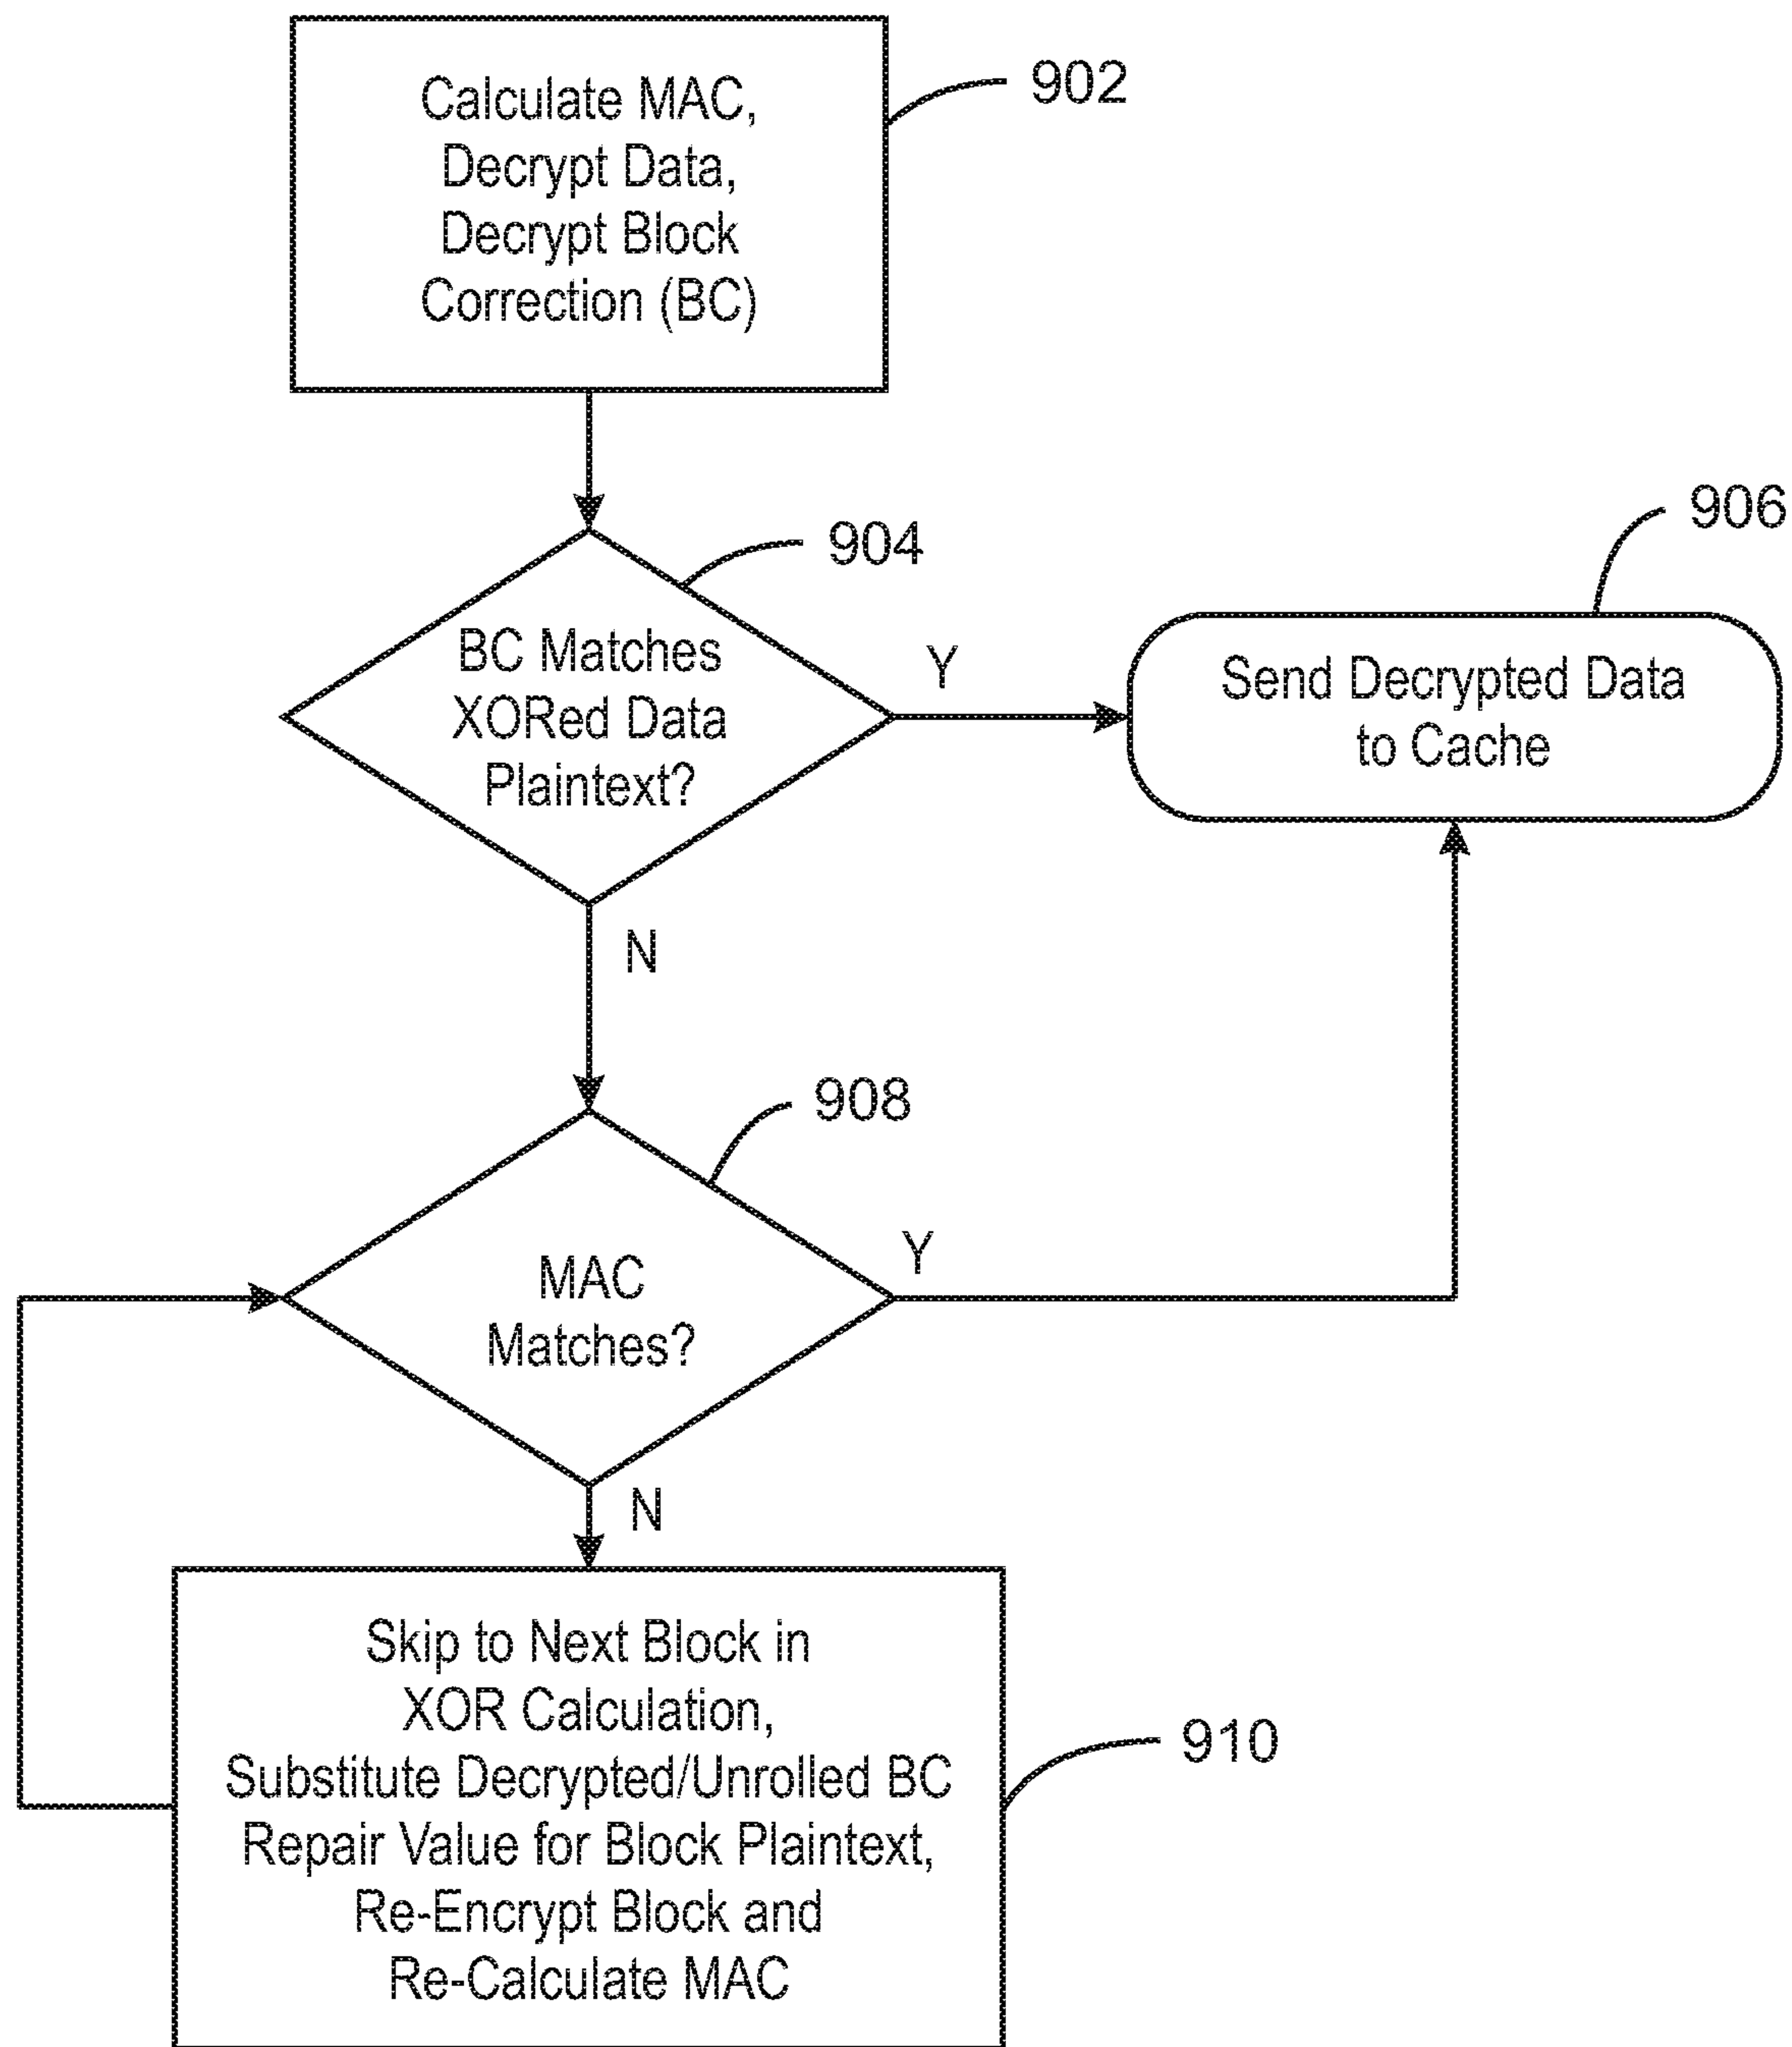 Calculate MAC,
Decrypt Data,
Decrypt Block
Correction (BC)
902
904
BC Matches
XORed Data
Plaintext?
Y
906
Send Decrypted Data
to Cache
N
908
MAC
Matches?
Y
N
Skip to Next Block in
XOR Calculation,
Substitute Decrypted/Unrolled BC
Repair Value for Block Plaintext,
Re-Encrypt Block and
Re-Calculate MAC
910